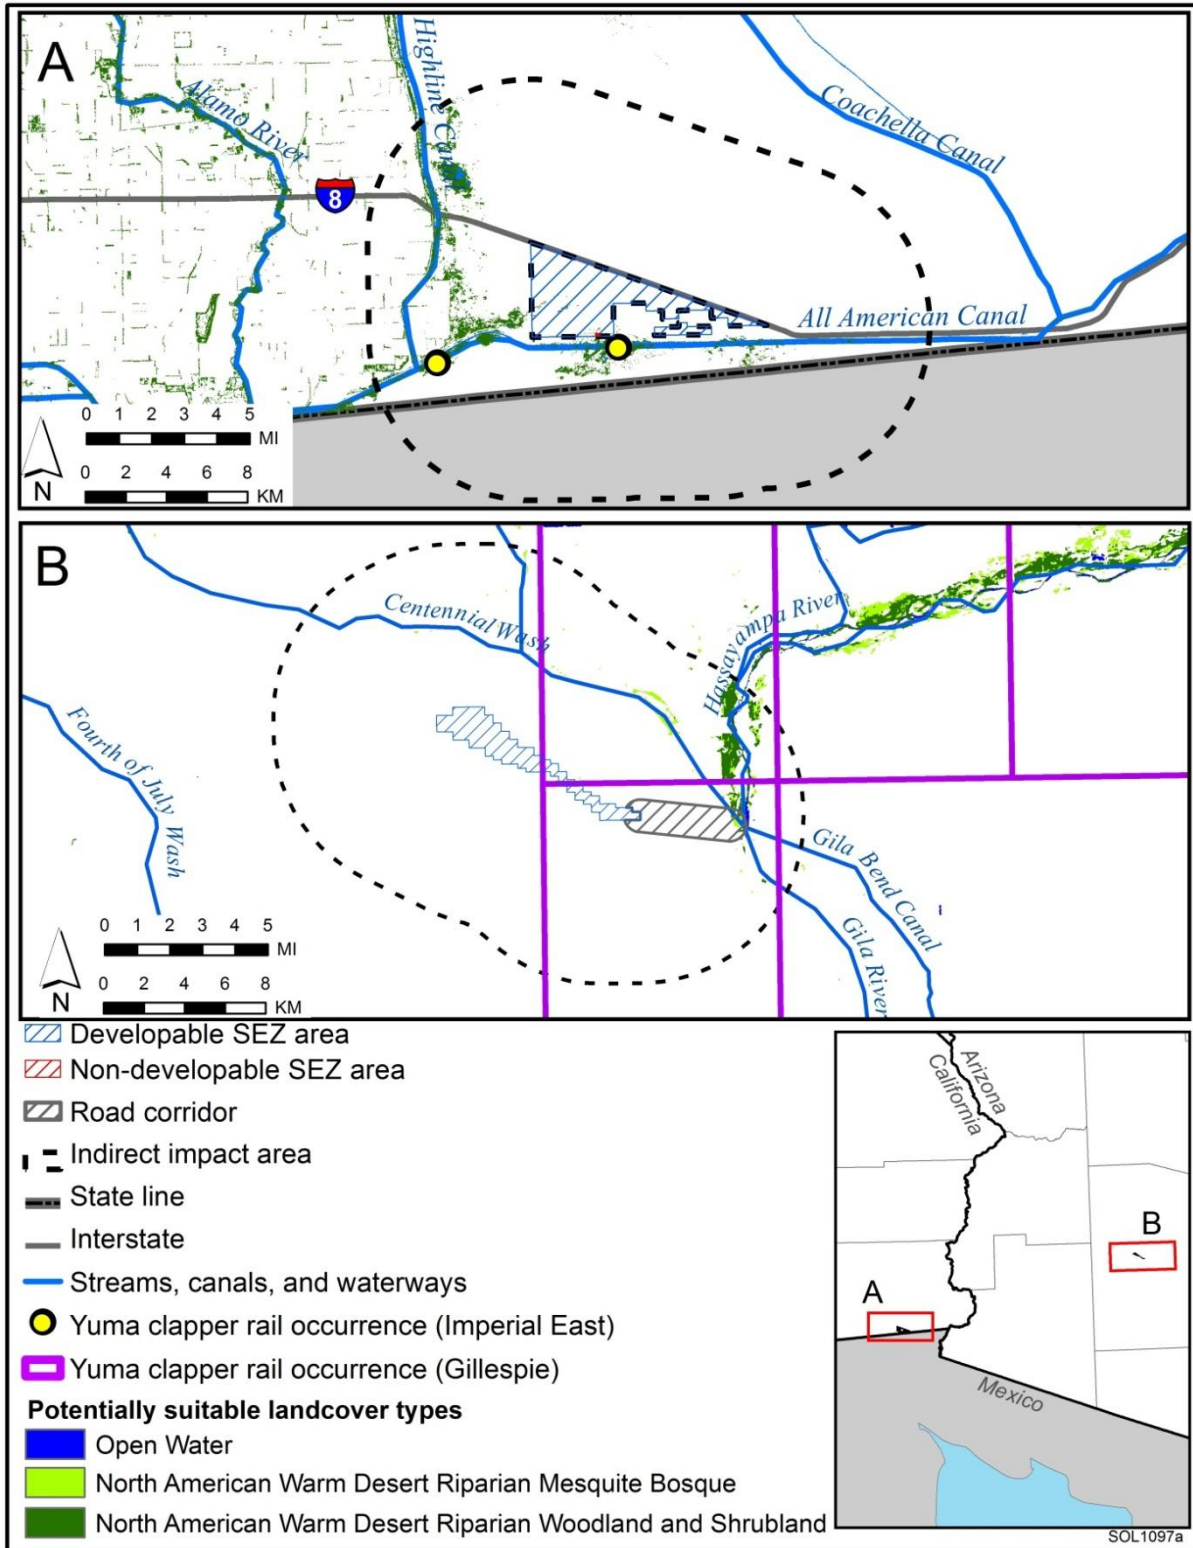 A
Alamo River
Highline Canal
Coachella Canal
8
All American Canal
0 1 2 3 4 5
MI
0 2 4 6 8
KM
N
B
Centennial Wash
Hassayampa River
Fourth of July Wash
Gila Bend Canal
Gila River
0 1 2 3 4 5
MI
0 2 4 6 8
KM
N
Developable SEZ area
Non-developable SEZ area
Road corridor
Indirect impact area
State line
Interstate
Streams, canals, and waterways
Yuma clapper rail occurrence (Imperial East)
Yuma clapper rail occurrence (Gillespie)
Potentially suitable landcover types
Open Water
North American Warm Desert Riparian Mesquite Bosque
North American Warm Desert Riparian Woodland and Shrubland
Arizona
California
B
A
Mexico
SOL1097a